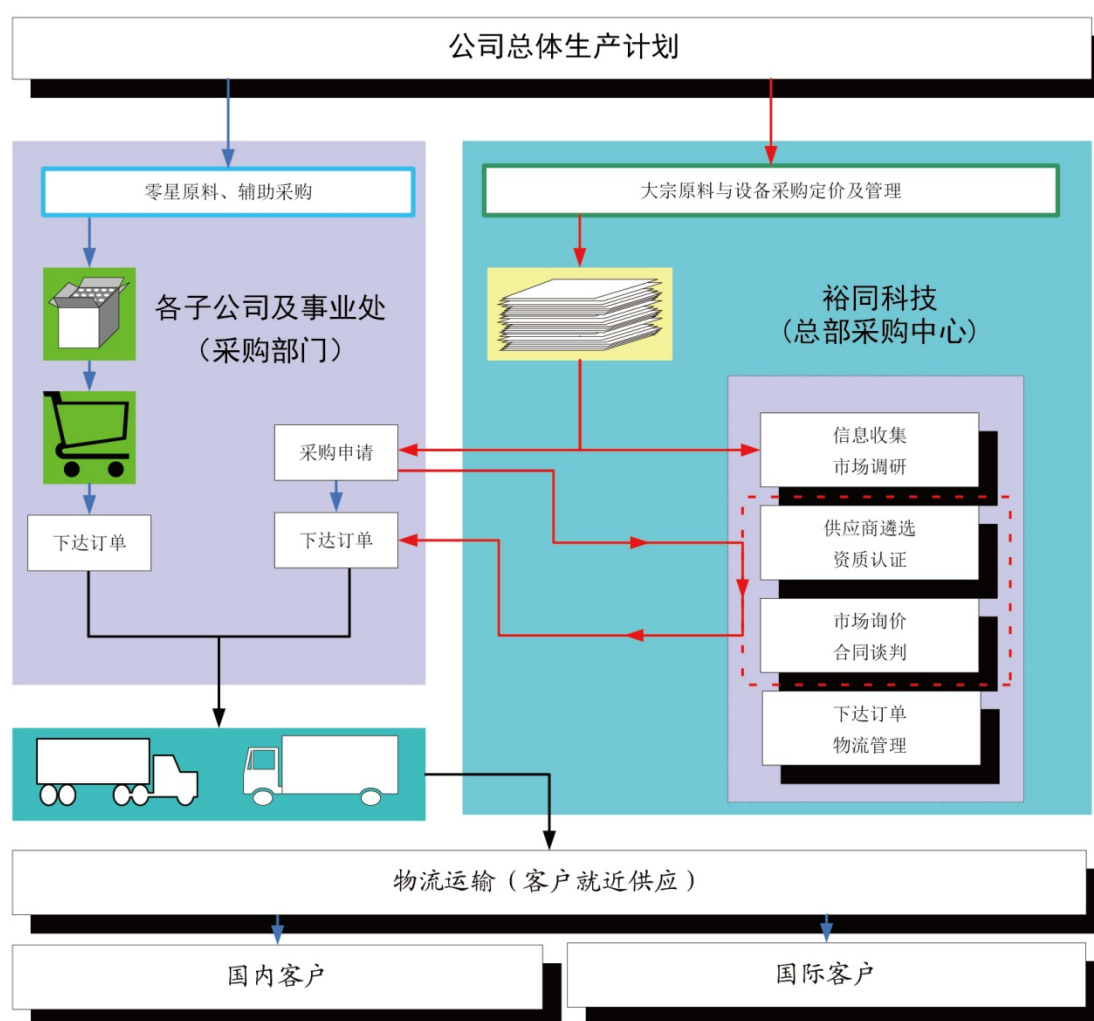 公司总体生产计划
零星原料、辅助采购
大宗原料与设备采购定价及管理
各子公司及事业处
（采购部门）
裕同科技
(总部采购中心)
采购申请
信息收集
市场调研
下达订单
下达订单
供应商遴选
资质认证
市场询价
合同谈判
下达订单
物流管理
物流运输（客户就近供应）
国内客户
国际客户